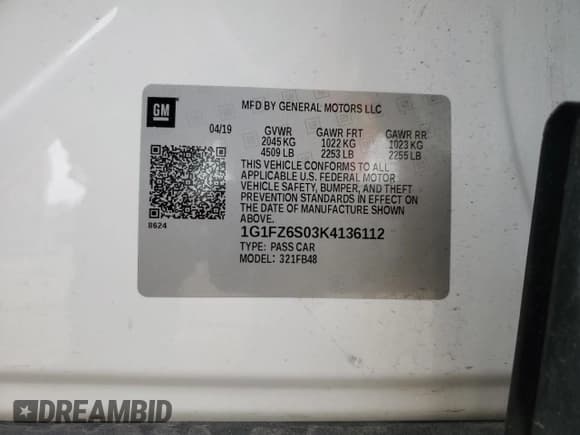 GM
MFD BY GENERAL MOTORS LLC
04/19 GVWR GAWR FRT GAWR RR
2045 KG 1022 KG 1023 KG
4509 LB 2253 LB 2255 LB
THIS VEHICLE CONFORMS TO ALL
APPLICABLE U.S. FEDERAL MOTOR
VEHICLE SAFETY, BUMPER, AND THEFT
PREVENTION STANDARDS IN EFFECT ON
THE DATE OF MANUFACTURE SHOWN
ABOVE.
8624
1G1FZ6S03K4136112
TYPE: PASS CAR
MODEL: 321FB48
DREAMBID